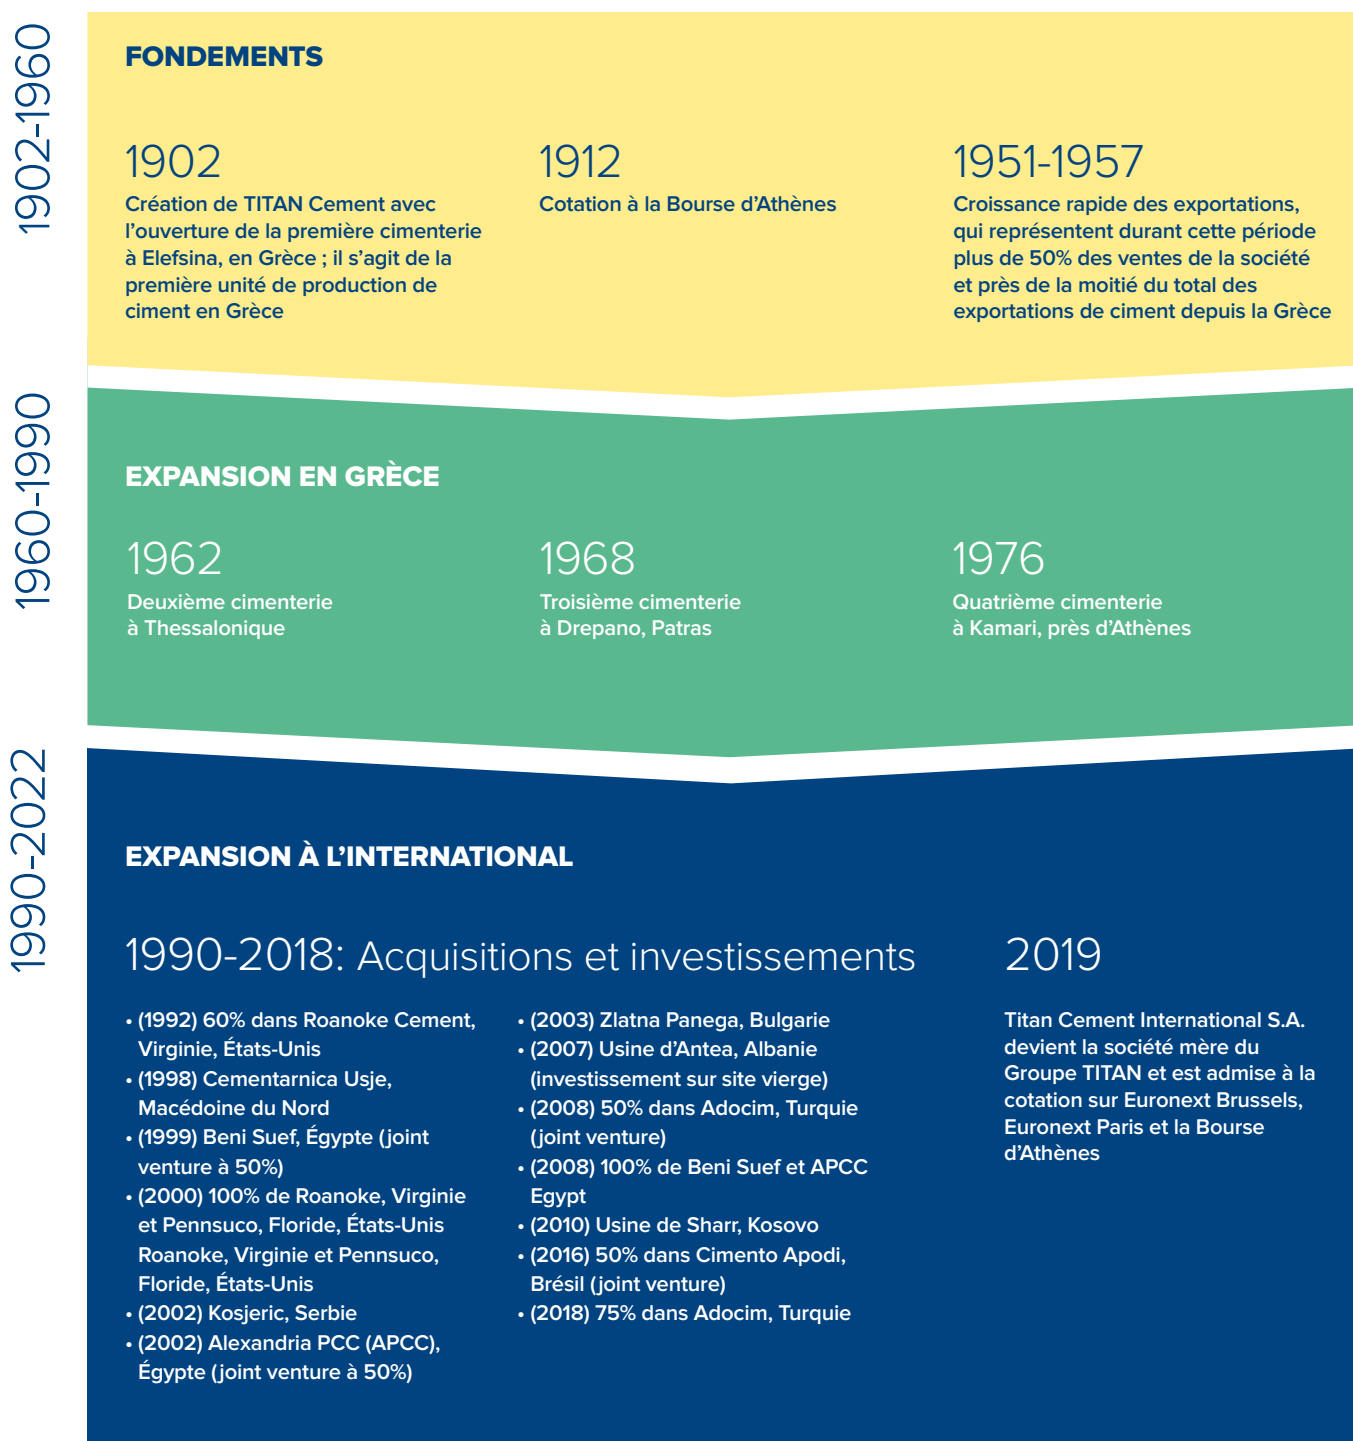 1902-1960
FONDEMENTS
1902
Création de TITAN Cement avec
l’ouverture de la première cimenterie
à Elefsina, en Grèce ; il s’agit de la
première unité de production de
ciment en Grèce
1912
Cotation à la Bourse d’Athènes
1951-1957
Croissance rapide des exportations,
qui représentent durant cette période
plus de 50% des ventes de la société
et près de la moitié du total des
exportations de ciment depuis la Grèce
1960-1990
EXPANSION EN GRÈCE
1962
Deuxième cimenterie
à Thessalonique
1968
Troisième cimenterie
à Drepano, Patras
1976
Quatrième cimenterie
à Kamari, près d’Athènes
1990-2022
EXPANSION À L’INTERNATIONAL
1990-2018: Acquisitions et investissements
• (1992) 60% dans Roanoke Cement,
Virginie, États-Unis
• (1998) Cementarnica Usje,
Macédoine du Nord
• (1999) Beni Suef, Égypte (joint
venture à 50%)
• (2000) 100% de Roanoke, Virginie
et Pennsuco, Floride, États-Unis
Roanoke, Virginie et Pennsuco,
Floride, États-Unis
• (2002) Kosjeric, Serbie
• (2002) Alexandria PCC (APCC),
Égypte (joint venture à 50%)
• (2003) Zlatna Panega, Bulgarie
• (2007) Usine d’Antea, Albanie
(investissement sur site vierge)
• (2008) 50% dans Adocim, Turquie
(joint venture)
• (2008) 100% de Beni Suef et APCC
Egypt
• (2010) Usine de Sharr, Kosovo
• (2016) 50% dans Cimento Apodi,
Brésil (joint venture)
• (2018) 75% dans Adocim, Turquie
2019
Titan Cement International S.A.
devient la société mère du
Groupe TITAN et est admise à la
cotation sur Euronext Brussels,
Euronext Paris et la Bourse
d’Athènes